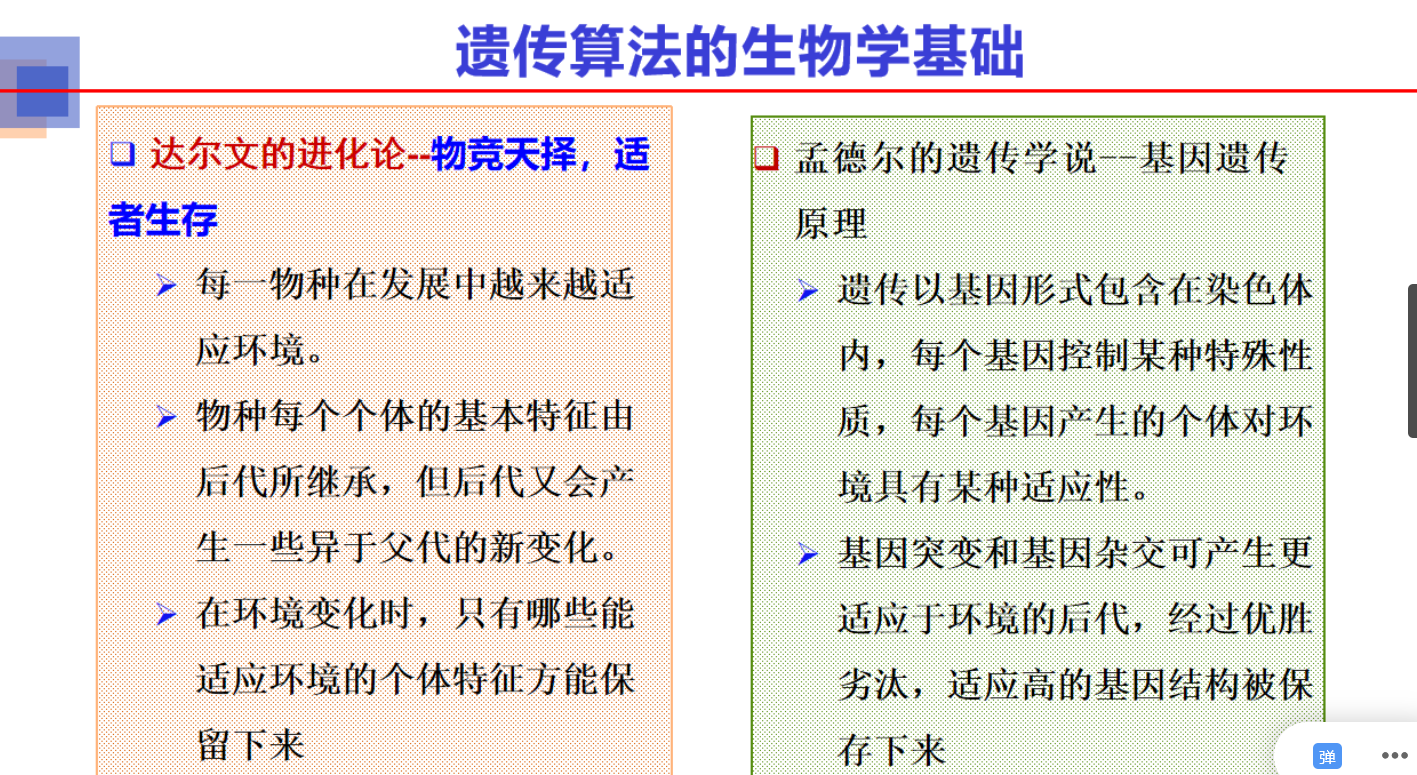 遗传算法的生物学基础
达尔文的进化论--物竞天择，适
者生存
每一物种在发展中越来越适
应环境。
物种每个个体的基本特征由
后代所继承，但后代又会产
生一些异于父代的新变化。
在环境变化时，只有哪些能
适应环境的个体特征方能保
留下来
孟德尔的遗传学说--基因遗传
原理
遗传以基因形式包含在染色体
内，每个基因控制某种特殊性
质，每个基因产生的个体对环
境具有某种适应性。
基因突变和基因杂交可产生更
适应于环境的后代，经过优胜
劣汰，适应高的基因结构被保
存下来
弹